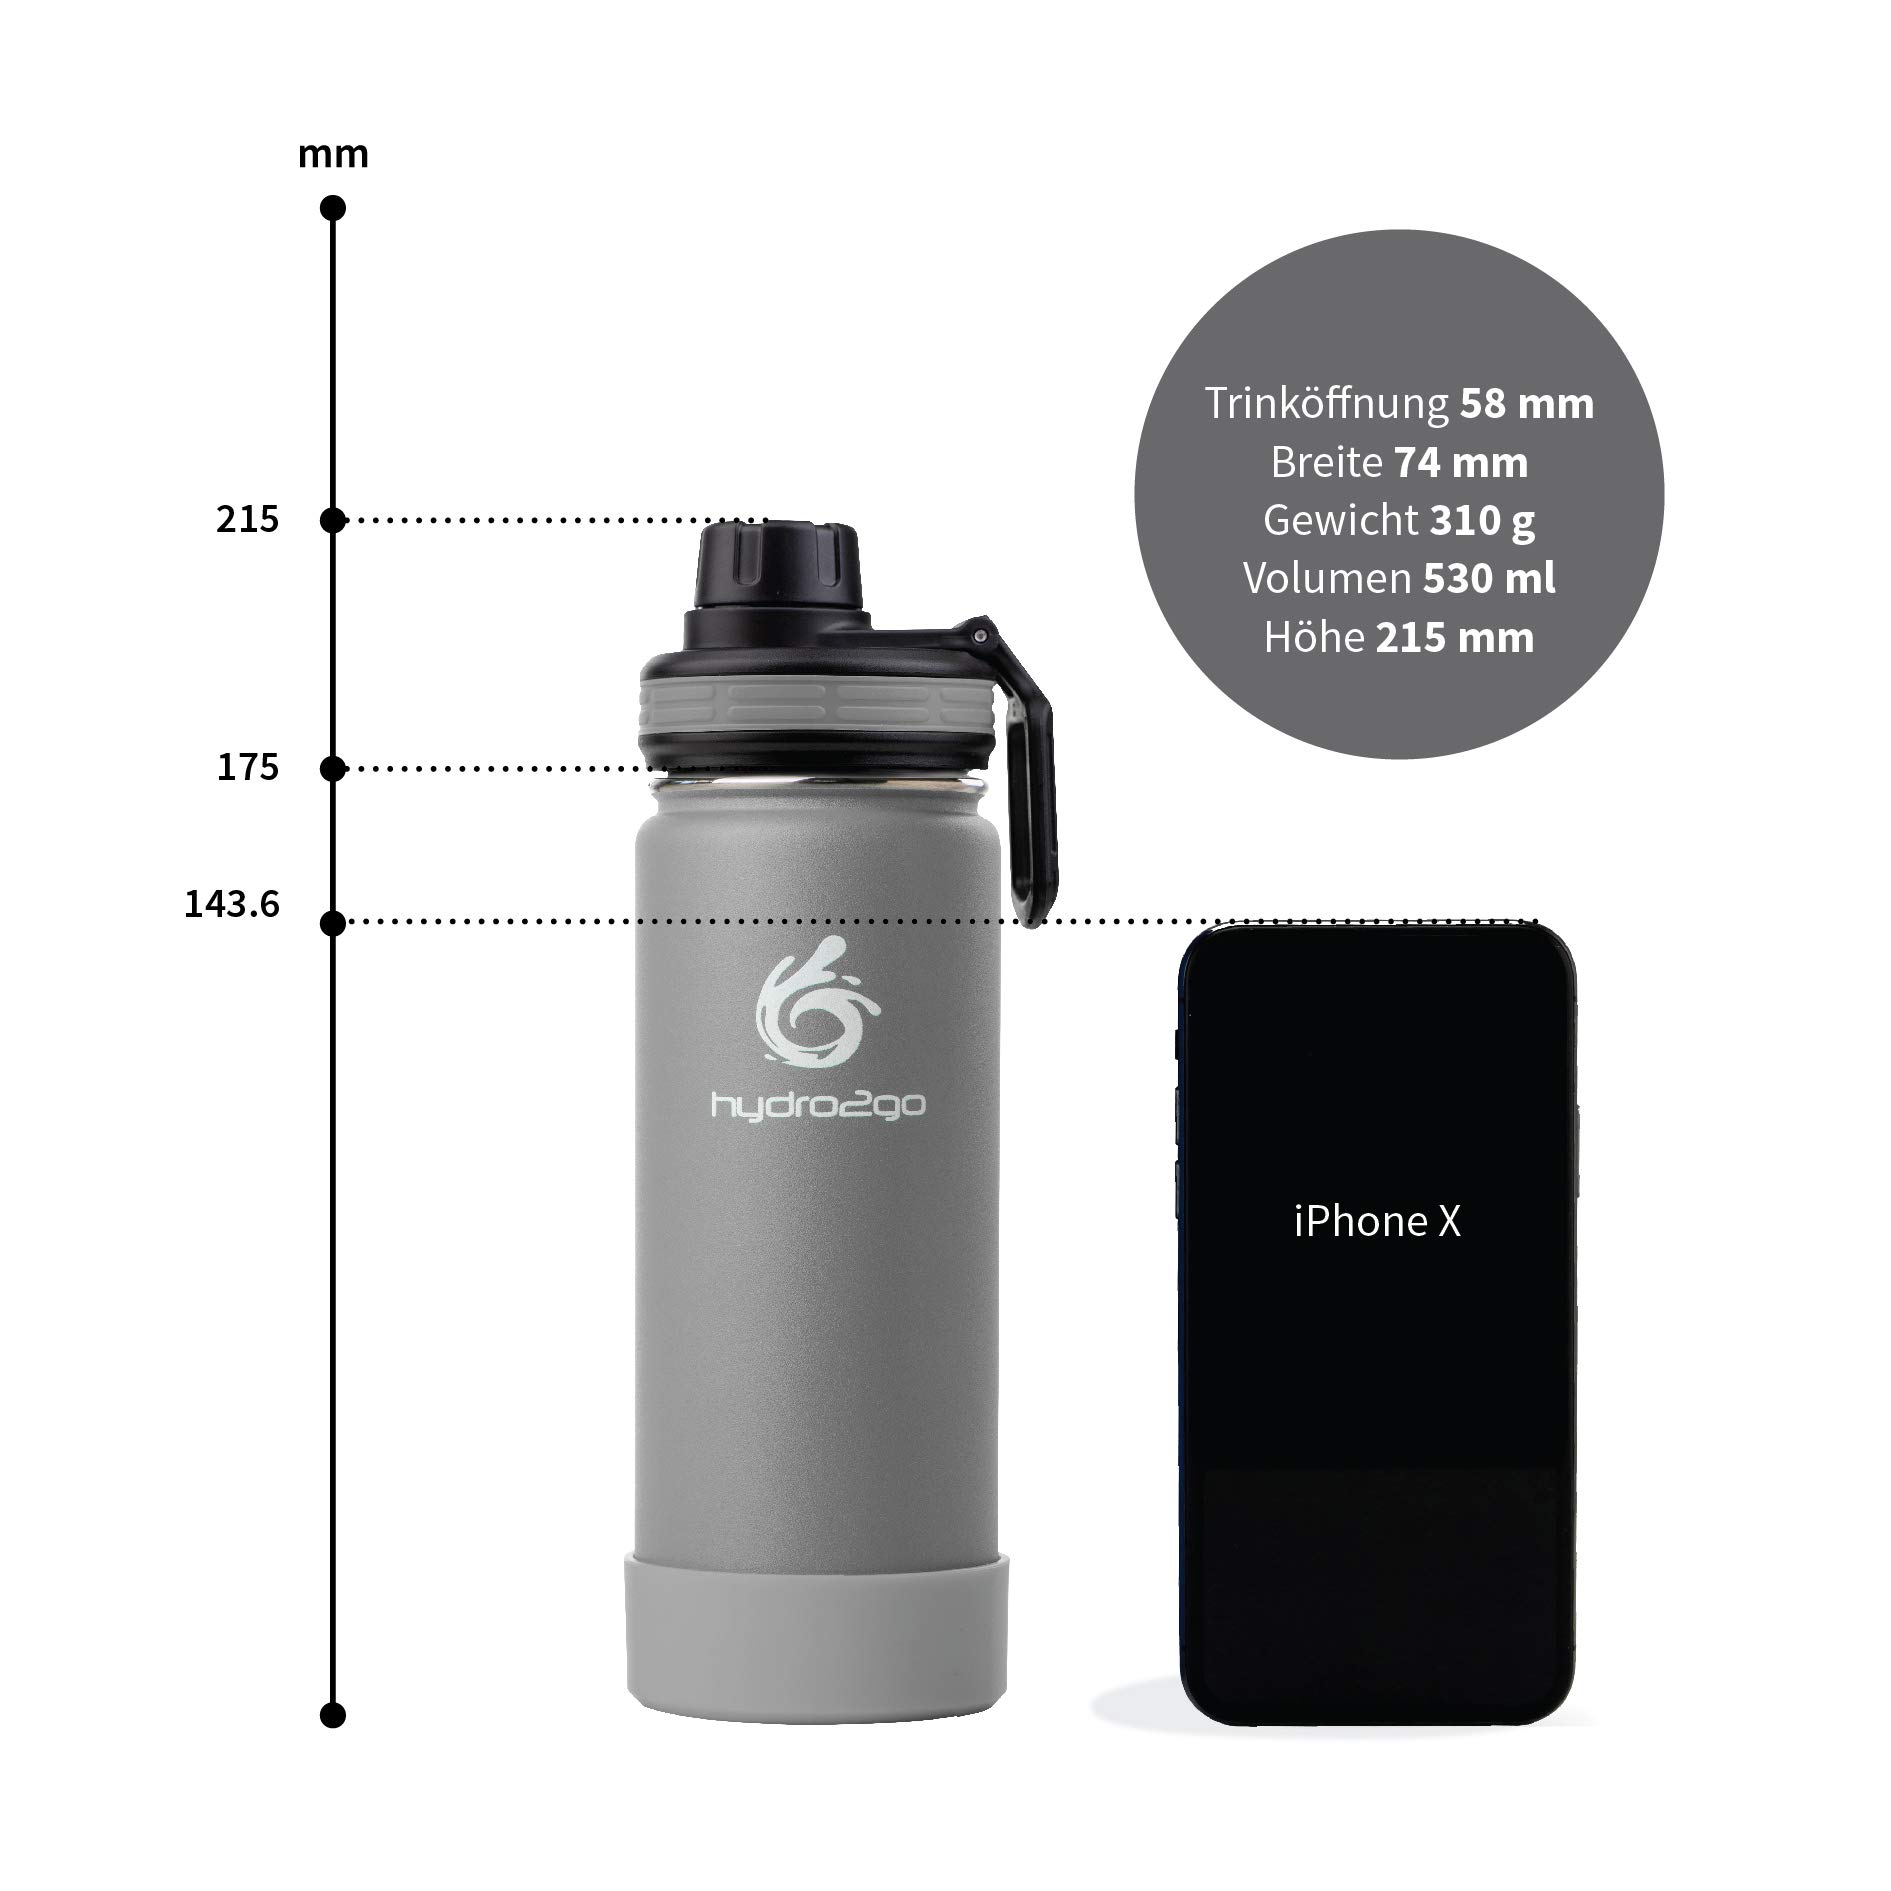 mm
215
175
143.6
Trinköffnung 58 mm
Breite 74 mm
Gewicht 310 g
Volumen 530 ml
Höhe 215 mm
hydro2go
iPhone X